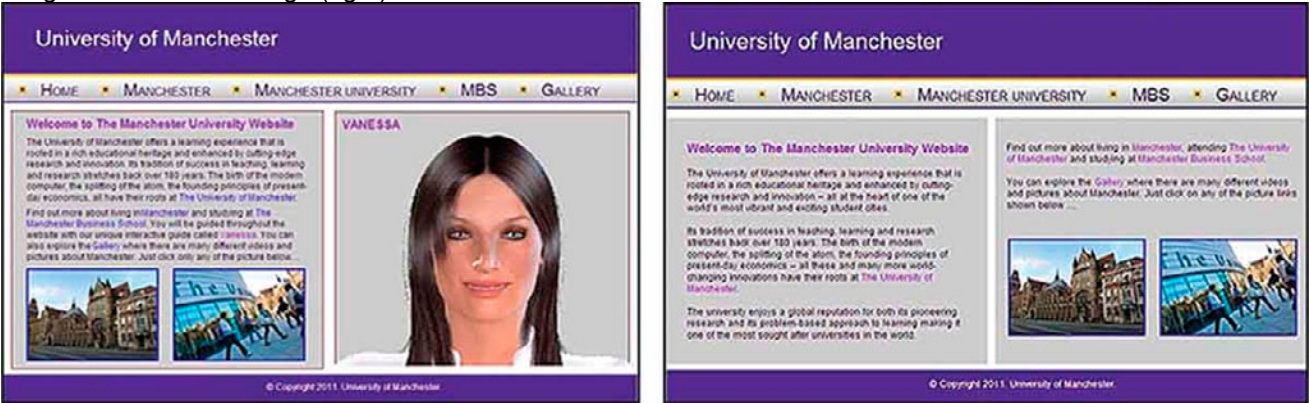 University of Manchester
HOME MANCHESTER MANCHESTER UNIVERSITY MBS GALLERY
Welcome to The Manchester University Website
The University of Manchester offers a learning experience that is
rooted in a rich educational heritage and enhanced by cutting-edge
research and innovation. Its tradition of success in teaching, learning
and research stretches back over 180 years. The birth of the modern
computer, the splitting of the atom, the founding principles of present-
day economics, all have their roots at The University of Manchester.
Find out more about living inManchester and studying at The
Manchester Business School. You will be guided throughout the
website with our unique interactive guide called Vanessa. You can
also explore the Gallery where there are many different videos and
pictures about Manchester. Just click only any of the picture below...
VANESSA
© Copyright 2011. University of Manchester.
University of Manchester
HOME MANCHESTER MANCHESTER UNIVERSITY MBS GALLERY
Welcome to The Manchester University Website
The University of Manchester offers a learning experience that is
rooted in a rich educational heritage and enhanced by cutting-
edge research and innovation – all at the heart of one of the
world's most vibrant and exciting student cities.
Its tradition of success in teaching, learning and research
stretches back over 180 years. The birth of the modern
computer, the splitting of the atom, the founding principles of
present-day economics – all these and many more world-
changing innovations have their roots at The University of
Manchester.
The university enjoys a global reputation for both its pioneering
research and its problem-based approach to learning making it
one of the most sought after universities in the world.
Find out more about living in Manchester, attending The University
of Manchester and studying at Manchester Business School.
You can explore the Gallery where there are many different videos
and pictures about Manchester. Just click on any of the picture links
shown below ...
© Copyright 2011. University of Manchester.